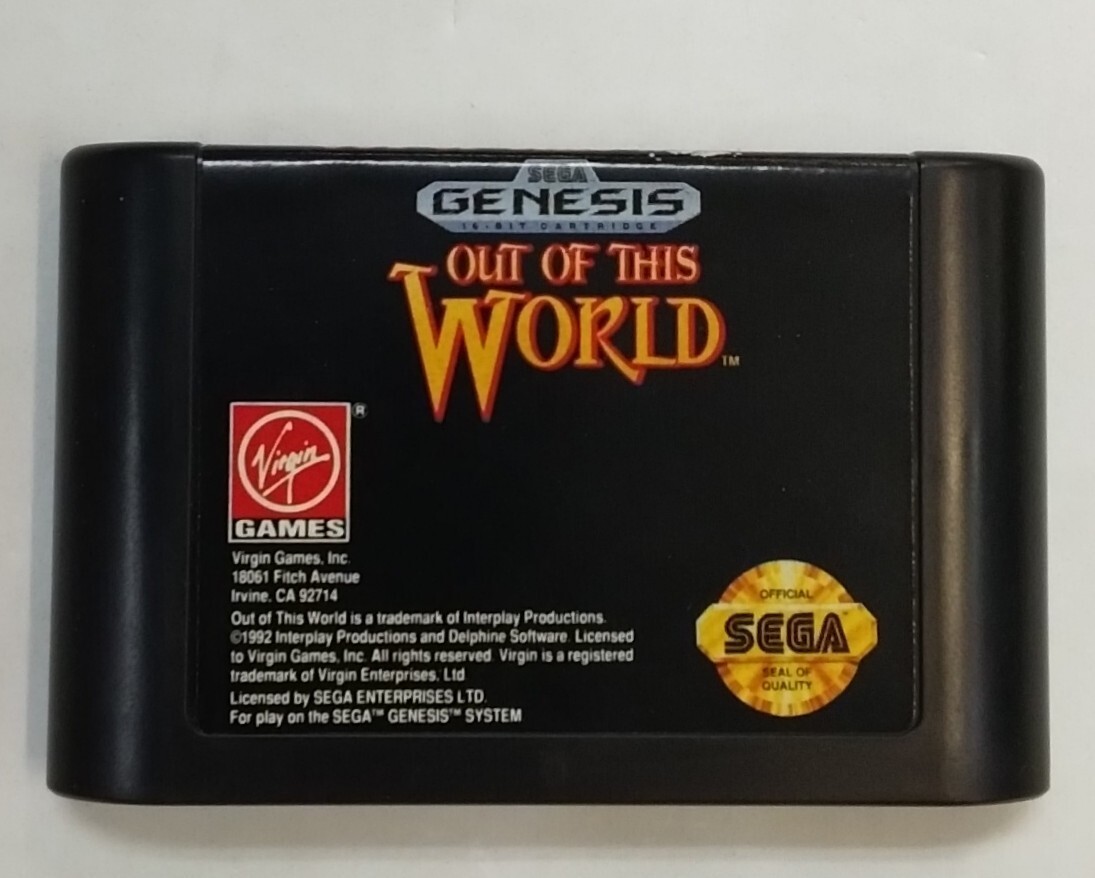 SEGA
GENESIS
16-BIT CARTRIDGE
OUT OF THIS
WORLD™
Virgin ®
GAMES
Virgin Games, Inc.
18061 Fitch Avenue
Irvine, CA 92714
Out of This World is a trademark of Interplay Productions.
©1992 Interplay Productions and Delphine Software. Licensed
to Virgin Games, Inc. All rights reserved. Virgin is a registered
trademark of Virgin Enterprises, Ltd
Licensed by SEGA ENTERPRISES LTD.
For play on the SEGA™ GENESIS™ SYSTEM
OFFICIAL
SEGA
SEAL OF
QUALITY